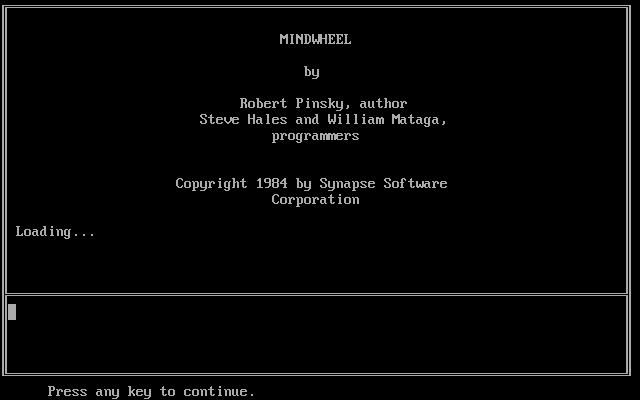 MINDWHEEL
by
Robert Pinsky, author
Steve Hales and William Mataga,
programmers
Copyright 1984 by Synapse Software
Corporation
Loading...
Press any key to continue.